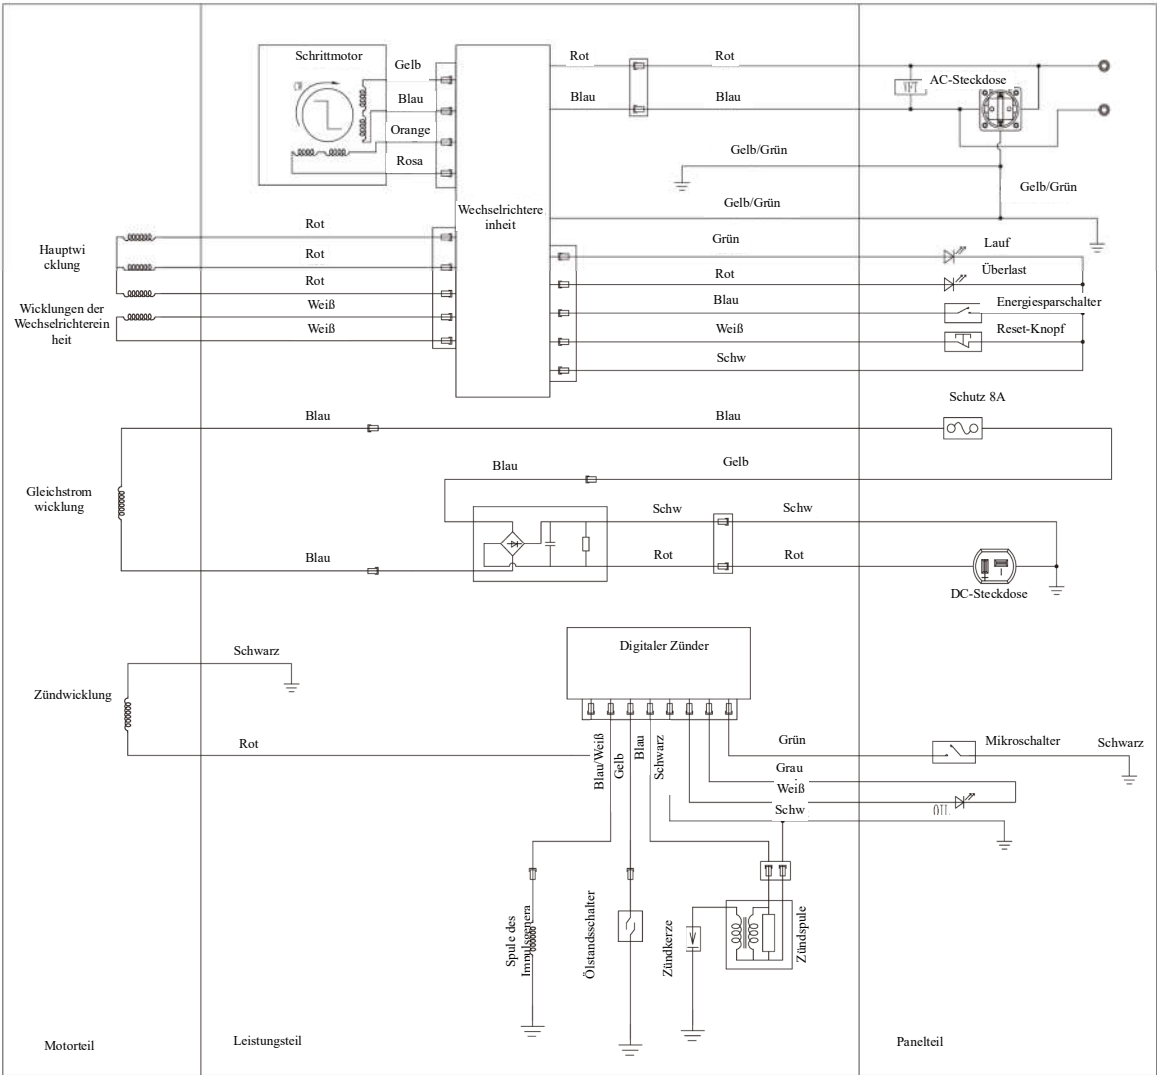 Schrittmotor
CW
Gelb
Blau
Orange
Rosa
Rot
Rot
Blau
Blau
AC-Steckdose
Gelb/Grün
Gelb/Grün
Gelb/Grün
Wechselrichtere
inheit
Hauptwi
cklung
Rot
Rot
Rot
Wicklungen der
Wechselrichterein
heit
Weiß
Weiß
Grün
Lauf
Rot
Überlast
Blau
Energiesparschalter
Weiß
Reset-Knopf
Schw
Schutz 8A
Blau
Blau
Blau
Gelb
Gleichstrom
wicklung
Schw
Schw
Blau
Rot
Rot
DC-Steckdose
Digitaler Zünder
Schwarz
Zündwicklung
Rot
Blau/Weiß
Gelb
Blau
Schwarz
Grün
Mikroschalter
Schwarz
Grau
Weiß
Schw
Spule des
Impulsgenera
Ölstandsschalter
Zündkerze
Zündspule
Motorteil
Leistungsteil
Panelteil